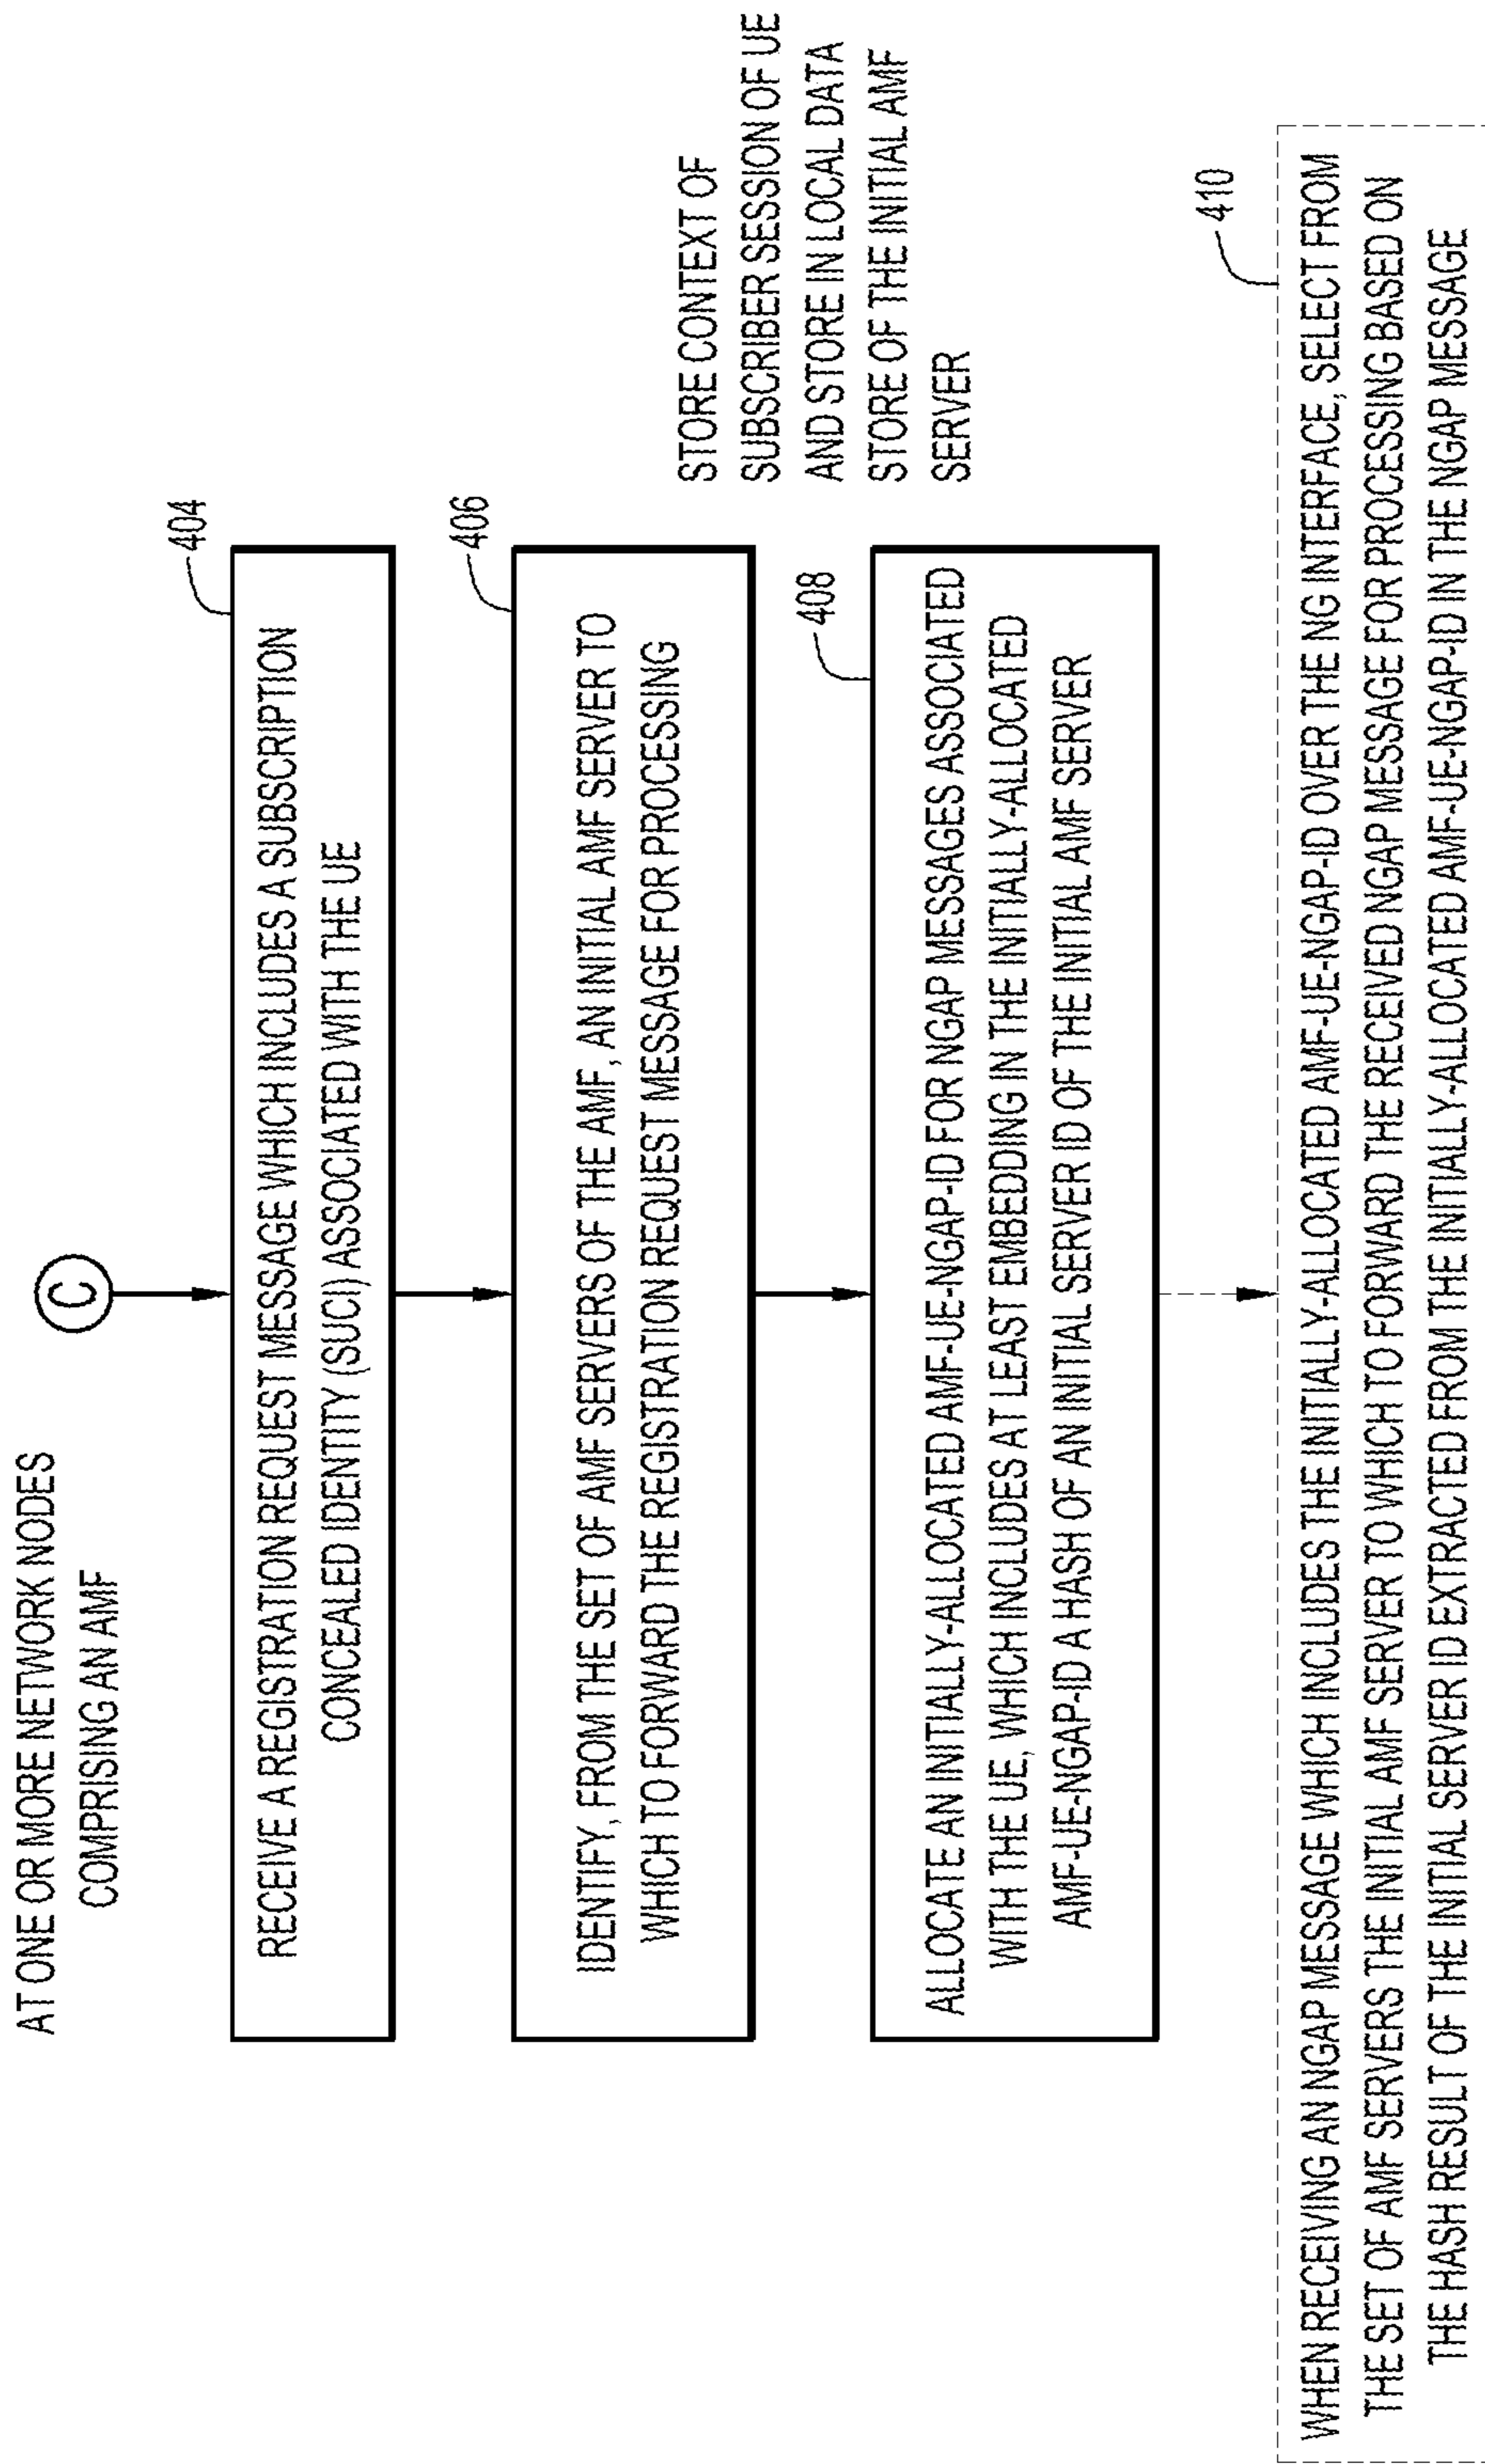 AT ONE OR MORE NETWORK NODES
COMPRISING AN AMF
C
404
RECEIVE A REGISTRATION REQUEST MESSAGE WHICH INCLUDES A SUBSCRIPTION
CONCEALED IDENTITY (SUCI) ASSOCIATED WITH THE UE
406
IDENTIFY, FROM THE SET OF AMF SERVERS OF THE AMF, AN INITIAL AMF SERVER TO
WHICH TO FORWARD THE REGISTRATION REQUEST MESSAGE FOR PROCESSING
STORE CONTEXT OF
SUBSCRIBER SESSION OF UE
AND STORE IN LOCAL DATA
STORE OF THE INITIAL AMF
SERVER
408
ALLOCATE AN INITIALLY-ALLOCATED AMF-UE-NGAP-ID FOR NGAP MESSAGES ASSOCIATED
WITH THE UE, WHICH INCLUDES AT LEAST EMBEDDING IN THE INITIALLY-ALLOCATED
AMF-UE-NGAP-ID A HASH OF AN INITIAL SERVER ID OF THE INITIAL AMF SERVER
410
WHEN RECEIVING AN NGAP MESSAGE WHICH INCLUDES THE INITIALLY-ALLOCATED AMF-UE-NGAP-ID OVER THE NG INTERFACE, SELECT FROM
THE SET OF AMF SERVERS THE INITIAL AMF SERVER TO WHICH TO FORWARD THE RECEIVED NGAP MESSAGE FOR PROCESSING BASED ON
THE HASH RESULT OF THE INITIAL SERVER ID EXTRACTED FROM THE INITIALLY-ALLOCATED AMF-UE-NGAP-ID IN THE NGAP MESSAGE